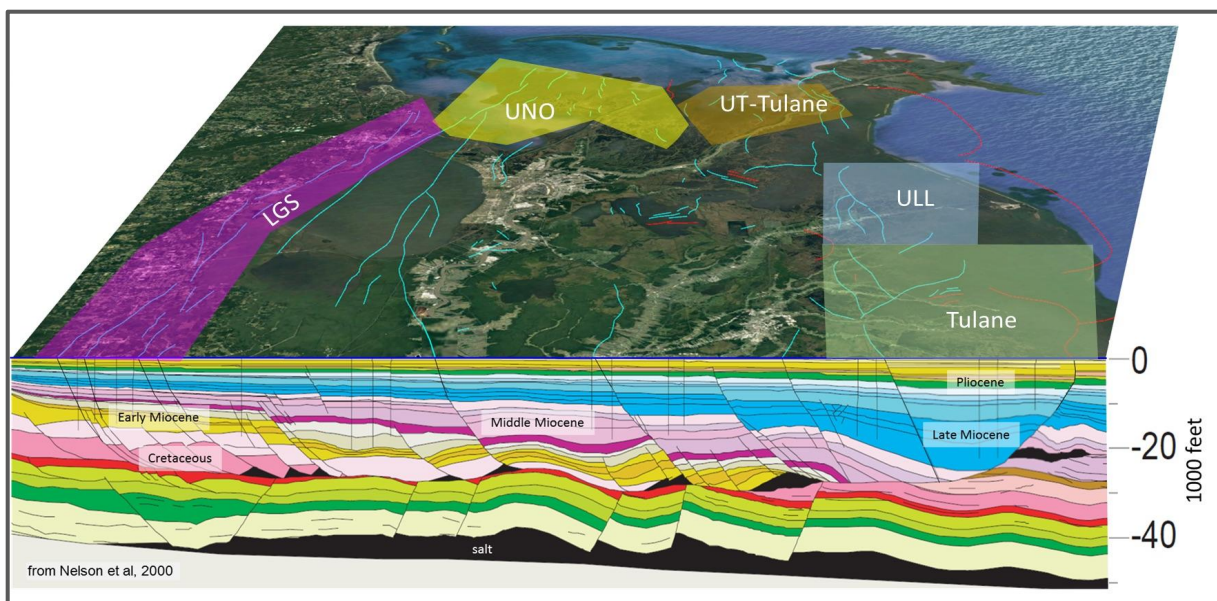 UNO
UT-Tulane
LGS
ULL
Tulane
0
Pliocene
Early Miocene
Middle Miocene
Late Miocene
Cretaceous
-20
1000 feet
-40
salt
from Nelson et al, 2000